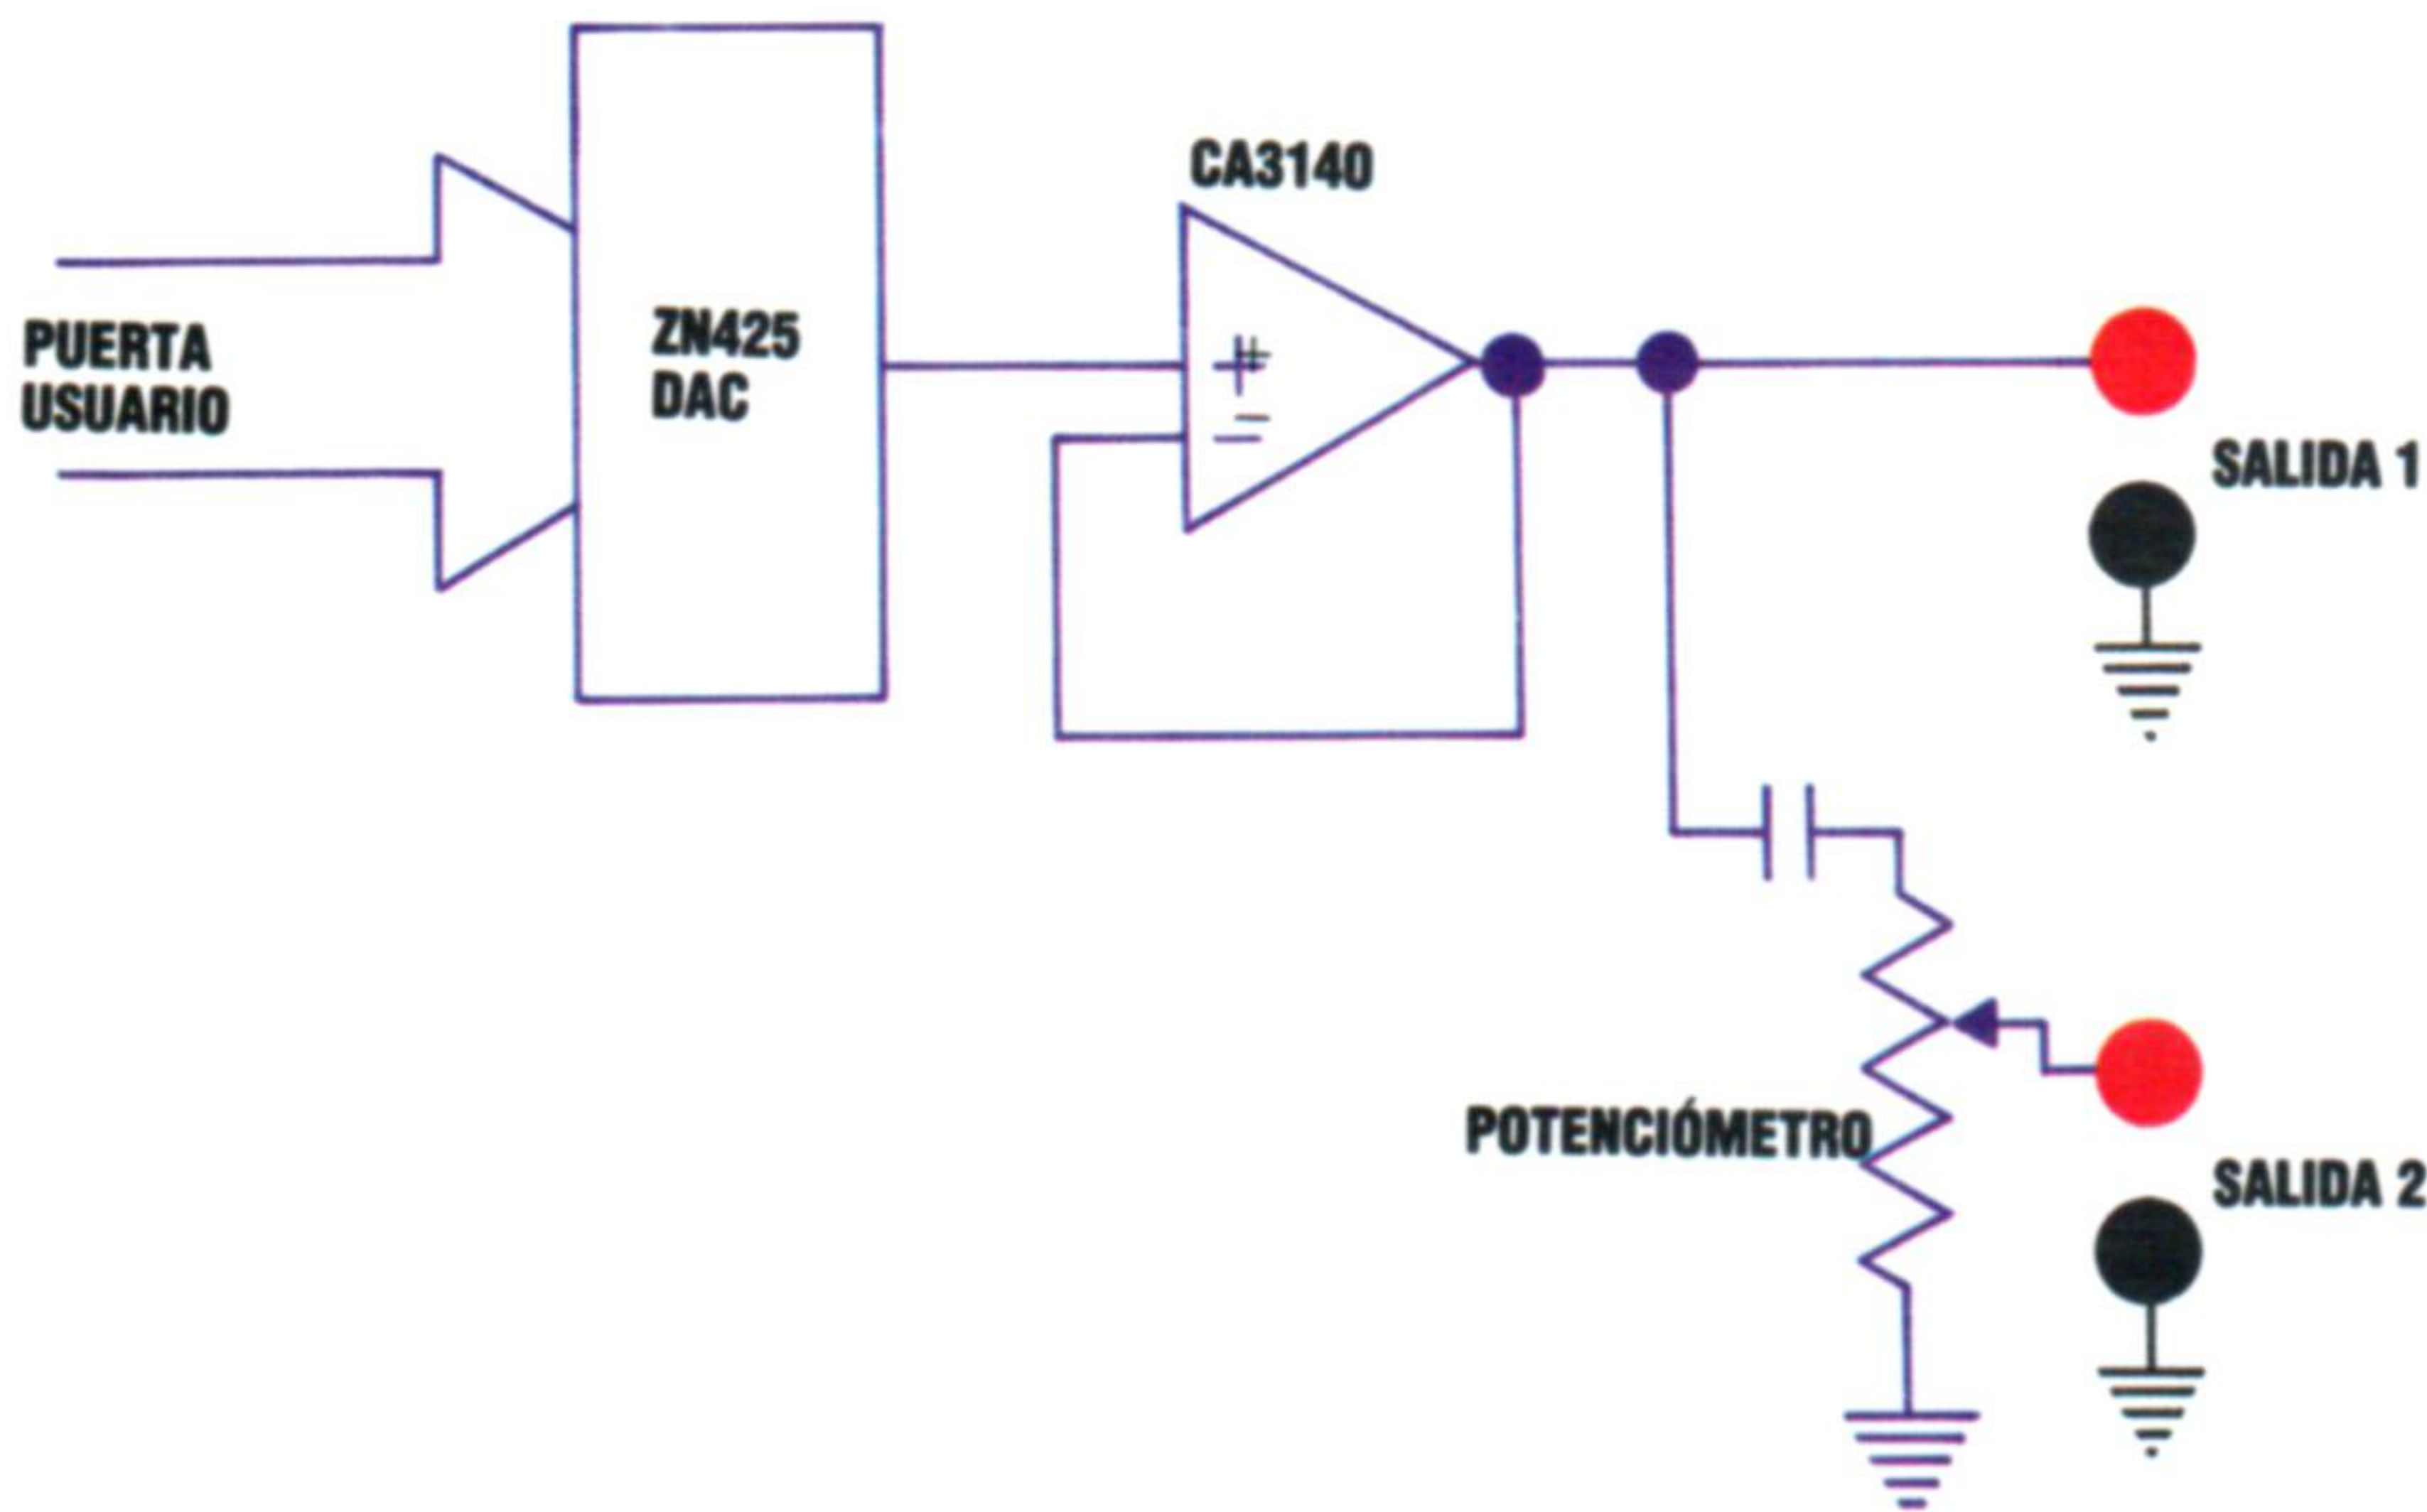 CA3140
PUERTA
USUARIO
ZN425
DAC
+
−
SALIDA 1
POTENCIÓMETRO
SALIDA 2